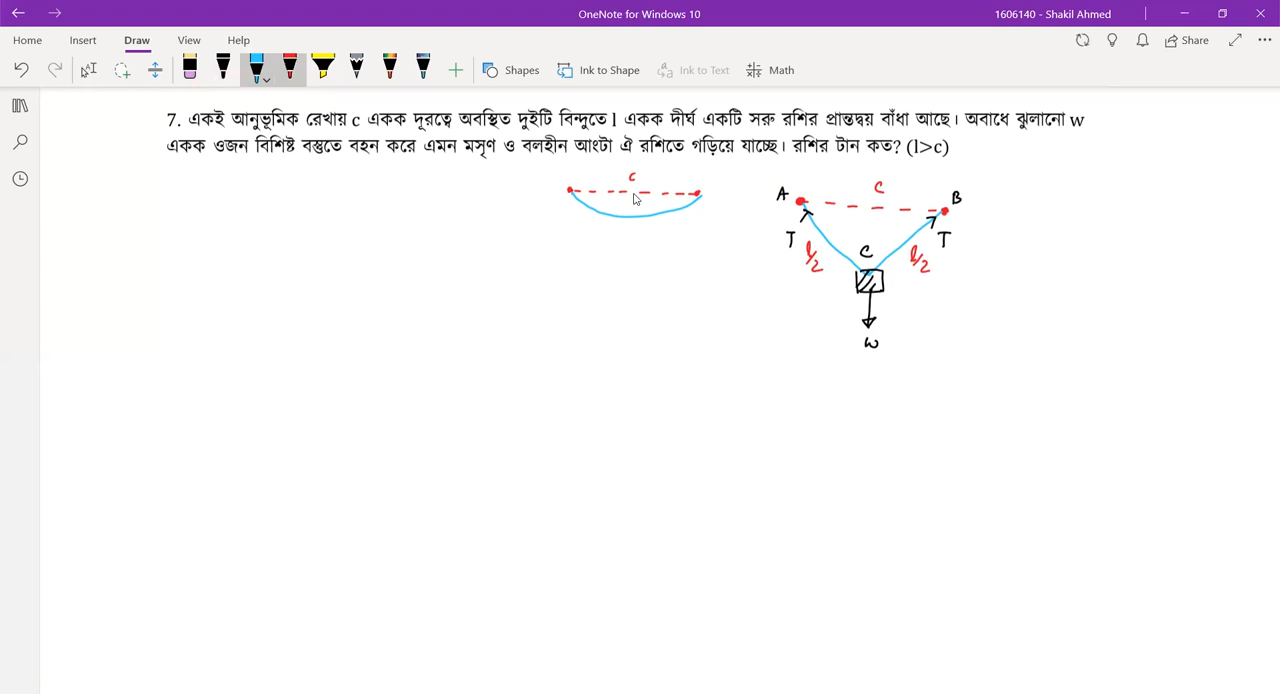 OneNote for Windows 10
1606140 - Shakil Ahmed
Home Insert Draw View Help
Share
Shapes Ink to Shape Ink to Text Math
7. একই আনুভূমিক রেখায় c একক দূরত্বে অবস্থিত দুইটি বিন্দুতে l একক দীর্ঘ একটি সরু রশির প্রান্তদ্বয় বাঁধা আছে। অবাধে ঝুলানো w
একক ওজন বিশিষ্ট বস্তুতে বহন করে এমন মসৃণ ও বলহীন আংটা ঐ রশিতে গড়িয়ে যাচ্ছে। রশির টান কত? (l>c)
c
A C B
T T
l/2 C l/2
w